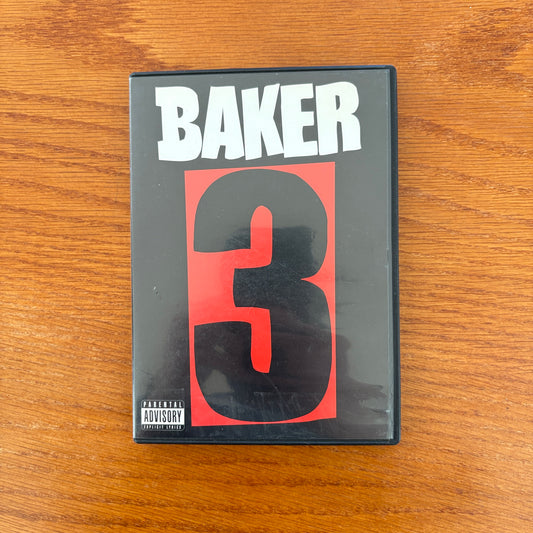 BAKER
3
PARENTAL
ADVISORY
EXPLICIT LYRICS